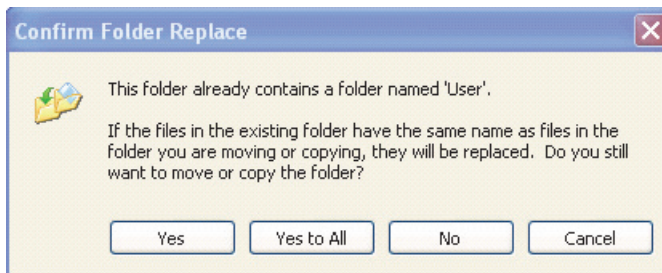 Confirm Folder Replace
This folder already contains a folder named 'User'.
If the files in the existing folder have the same name as files in the
folder you are moving or copying, they will be replaced.  Do you still
want to move or copy the folder?
Yes
Yes to All
No
Cancel